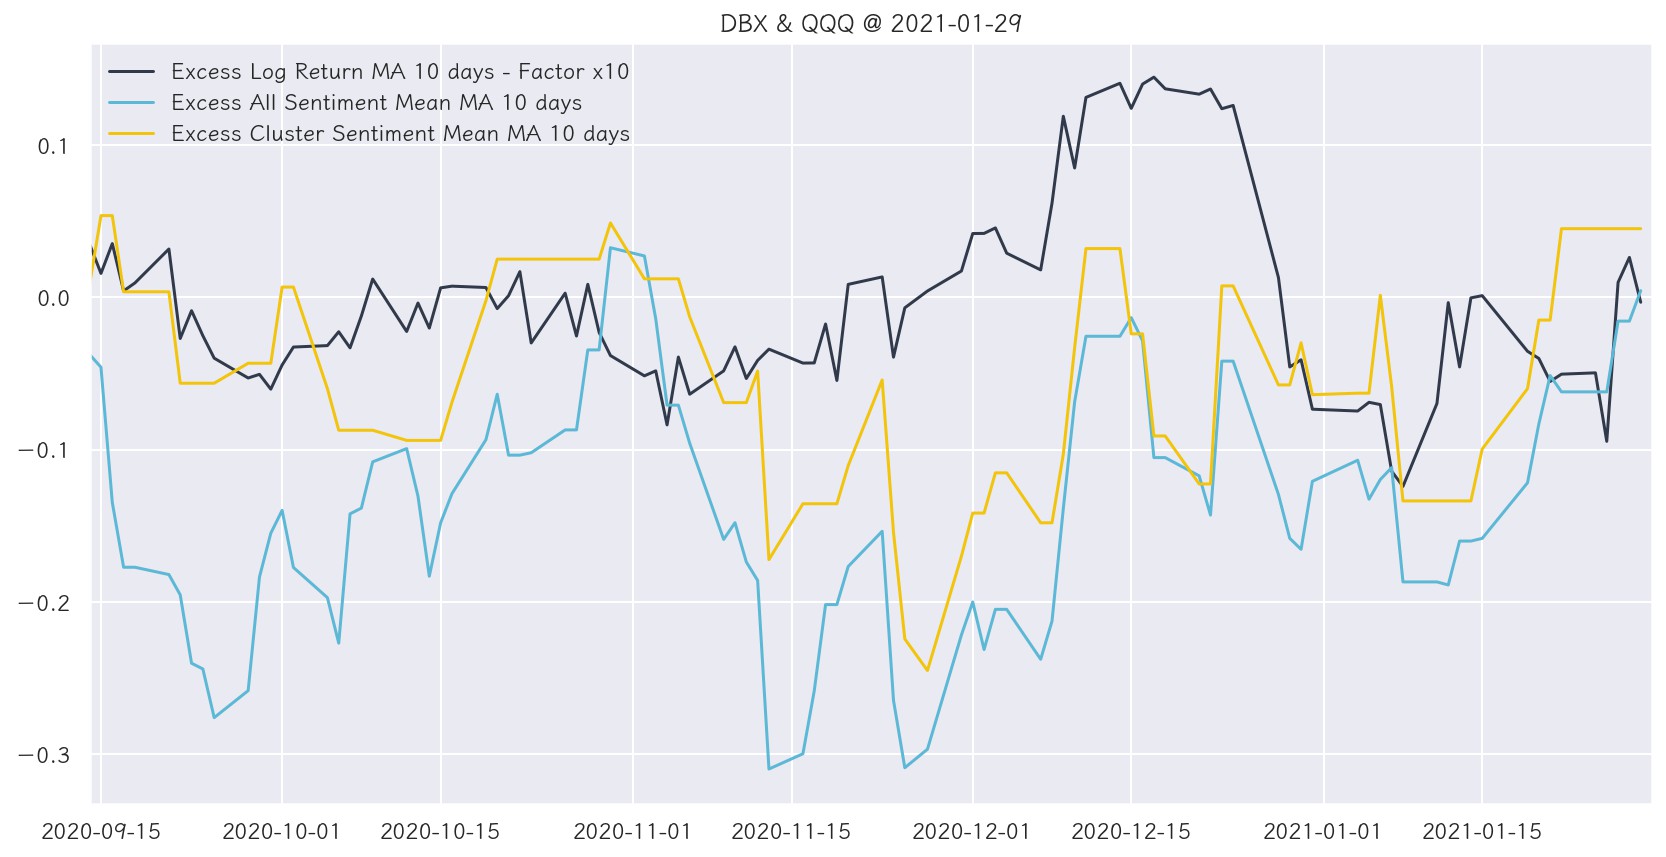 DBX & QQQ @ 2021-01-29
Excess Log Return MA 10 days - Factor x10
Excess All Sentiment Mean MA 10 days
Excess Cluster Sentiment Mean MA 10 days
0.1
0.0
−0.1
−0.2
−0.3
2020-09-15 2020-10-01 2020-10-15 2020-11-01 2020-11-15 2020-12-01 2020-12-15 2021-01-01 2021-01-15